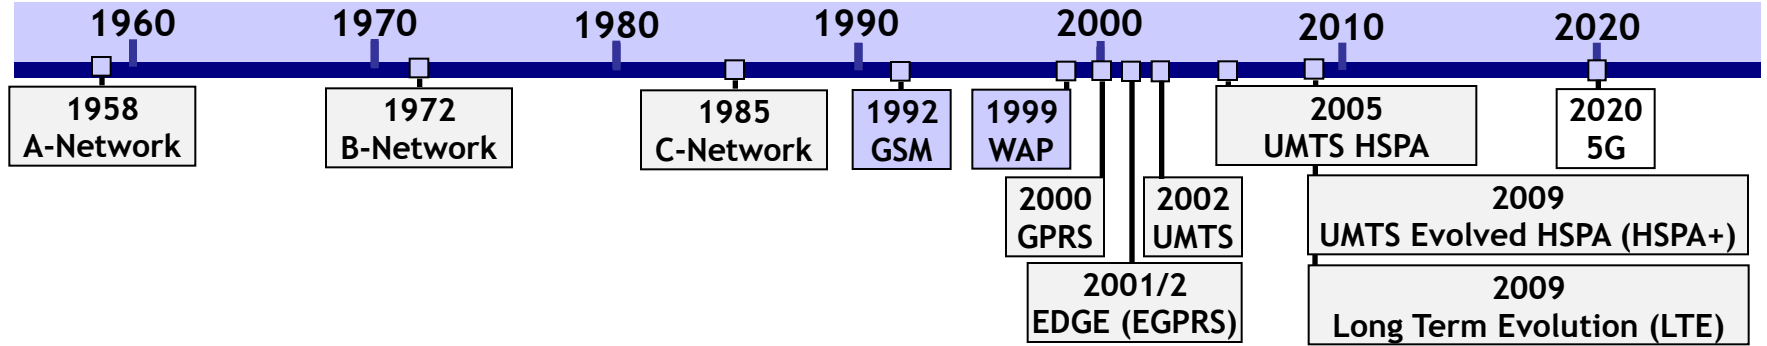 1960 1970 1980 1990 2000 2010 2020
1958
A-Network
1972
B-Network
1985
C-Network
1992
GSM
1999
WAP
2000
GPRS
2001/2
EDGE (EGPRS)
2002
UMTS
2005
UMTS HSPA
2009
UMTS Evolved HSPA (HSPA+)
2009
Long Term Evolution (LTE)
2020
5G